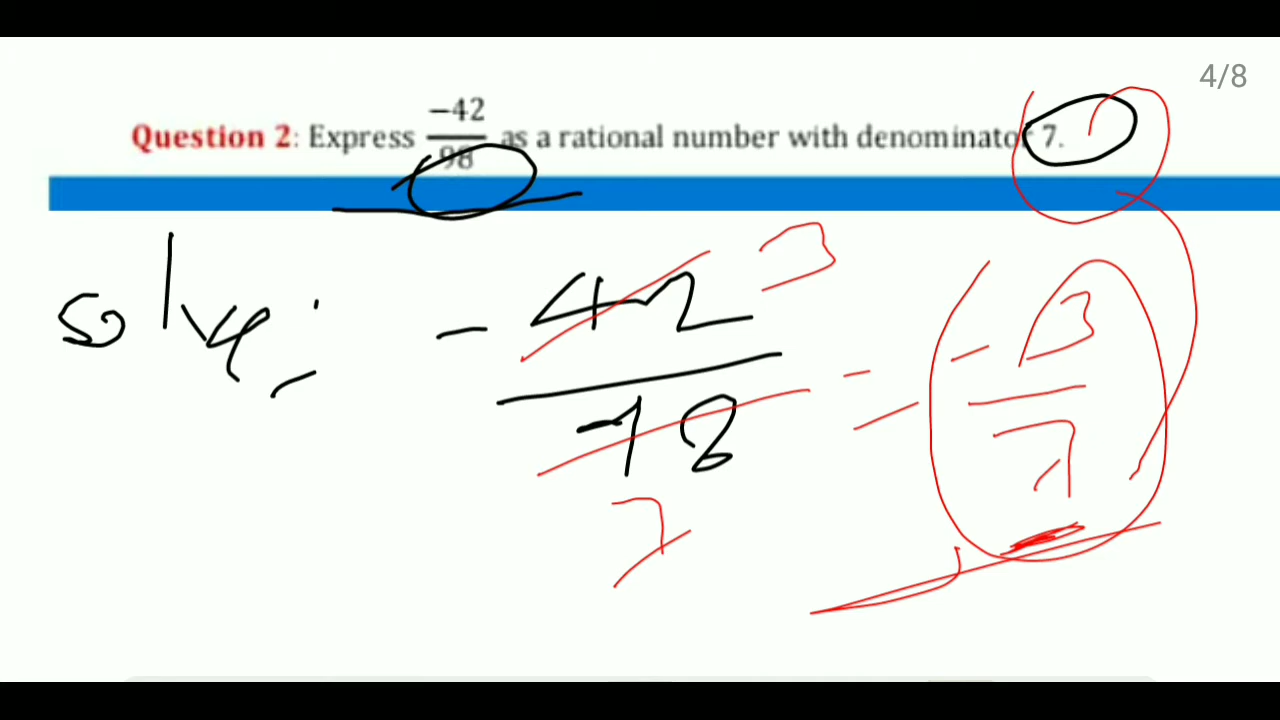 4/8
Question 2: Express −42/98 as a rational number with denominator 7.
solve: - 42/98 = - 3/7
3
7